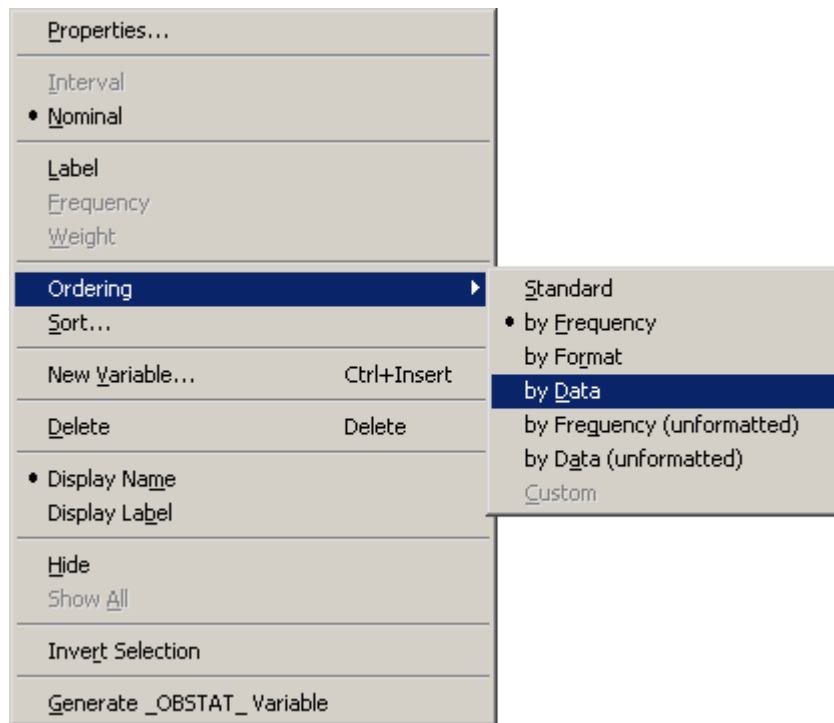 Properties...
Interval
• Nominal
Label
Frequency
Weight
Ordering
Sort...
New Variable... Ctrl+Insert
Delete Delete
• Display Name
Display Label
Hide
Show All
Invert Selection
Generate _OBSTAT_ Variable
Standard
• by Frequency
by Format
by Data
by Frequency (unformatted)
by Data (unformatted)
Custom